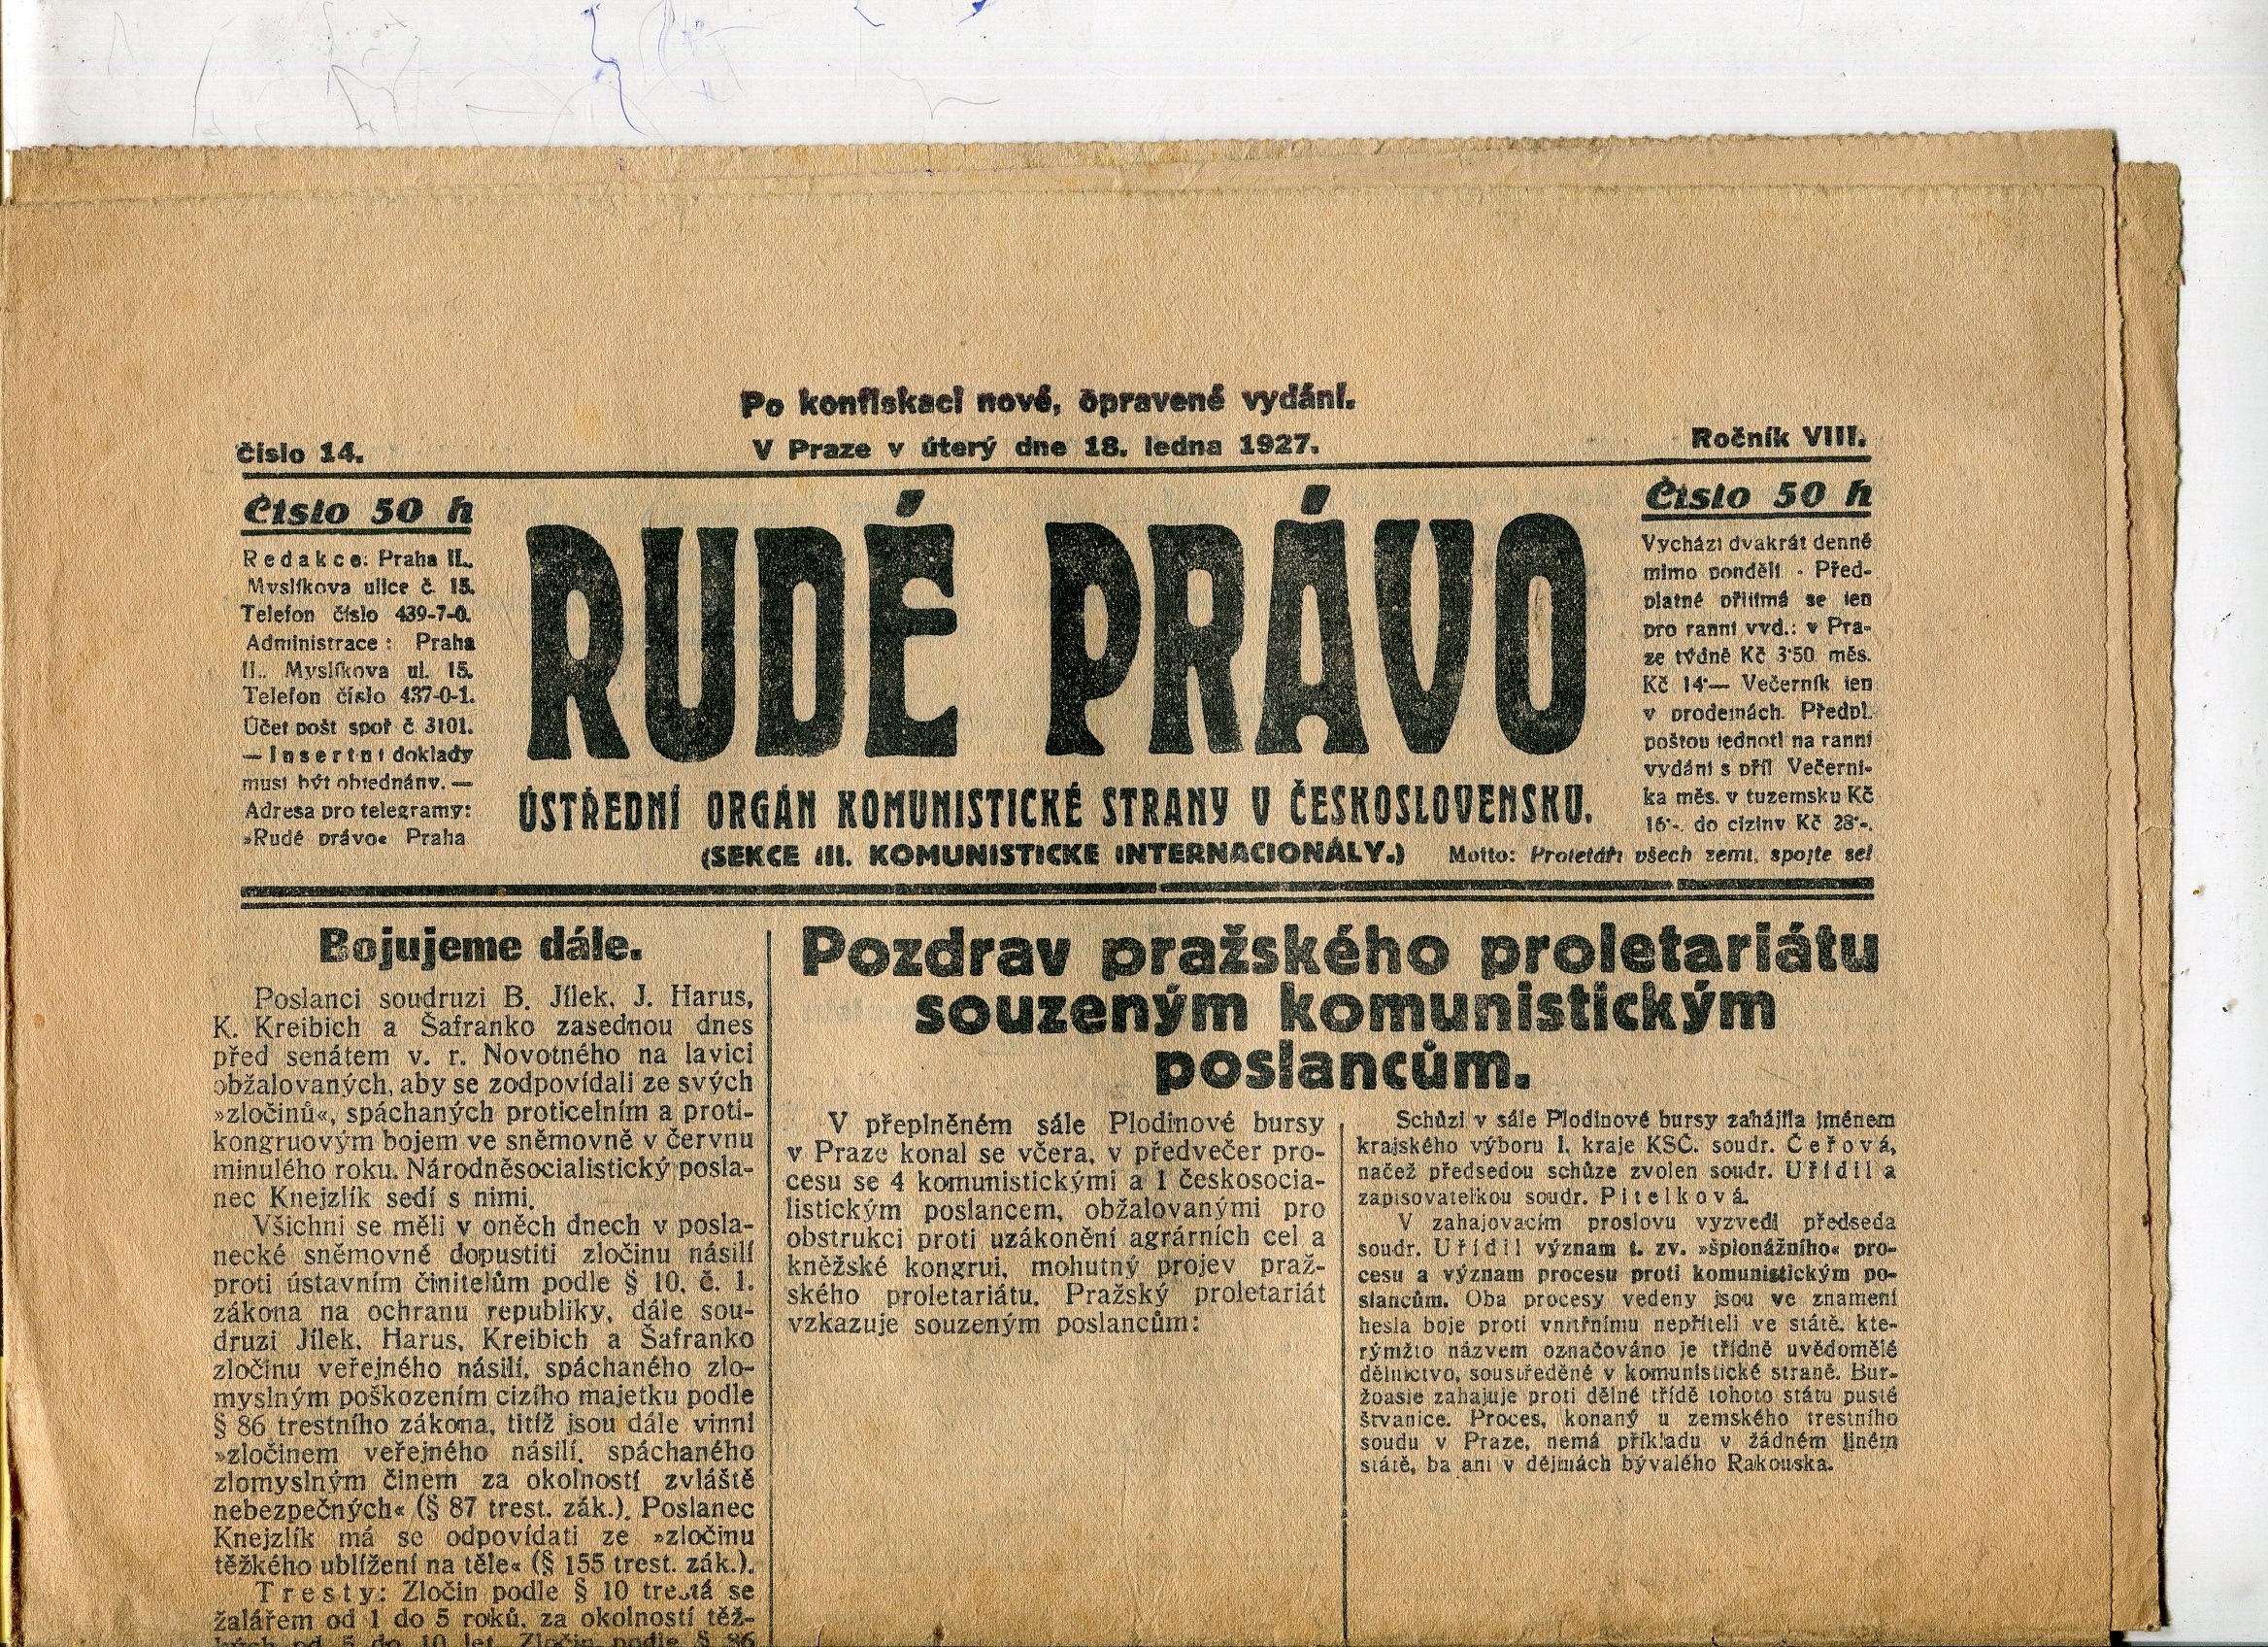 Po konfiskaci nové, opravené vydání.
Číslo 14.
V Praze v úterý dne 18. ledna 1927.
Ročník VIII.
Číslo 50 h
Redakce: Praha II.,
Myslíkova ulice č. 15.
Telefon číslo 439-7-0.
Administrace: Praha
II., Myslíkova ul. 15.
Telefon číslo 437-0-1.
Účet pošt spoř č. 3101.
— Insertní doklady
musí být objednány. —
Adresa pro telegramy:
»Rudé právo« Praha
RUDÉ PRÁVO
ÚSTŘEDNÍ ORGÁN KOMUNISTICKÉ STRANY V ČESKOSLOVENSKU.
(SEKCE III. KOMUNISTICKÉ INTERNACIONÁLY.)
Motto: Proletáři všech zemí, spojte se!
Číslo 50 h
Vychází dvakrát denně
mimo pondělí. - Před-
platné přijímá se jen
pro ranní vyd.: v Pra-
ze týdně Kč 3·50, měs.
Kč 14·— Večerník jen
v prodejnách. Předpl.
poštou jednotl na ranní
vydání s příl Večerní-
ka měs. v tuzemsku Kč
16·-, do ciziny Kč 28·-.
Bojujeme dále.
Poslanci soudruzi B. Jílek, J. Harus,
K. Kreibich a Šafranko zasednou dnes
před senátem v. r. Novotného na lavici
obžalovaných, aby se zodpovídali ze svých
»zločinů«, spáchaných proticelním a proti-
kongruovým bojem ve sněmovně v červnu
minulého roku. Národněsocialistický posla-
nec Knejzlík sedí s nimi.
Všichni se měli v oněch dnech v posla-
necké sněmovně dopustiti zločinu násilí
proti ústavním činitelům podle § 10, č. 1.
zákona na ochranu republiky, dále sou-
druzi Jílek, Harus, Kreibich a Šafranko
zločinu veřejného násilí, spáchaného zlo-
myslným poškozením cizího majetku podle
§ 86 trestního zákona, titíž jsou dále vinni
»zločinem veřejného násilí, spáchaného
zlomyslným činem za okolností zvláště
nebezpečných« (§ 87 trest. zák.). Poslanec
Knejzlík má se odpovídati ze »zločinu
těžkého ublížení na těle« (§ 155 trest. zák.).
Tresty: Zločin podle § 10 trestá se
žalářem od 1 do 5 roků, za okolností těž-
kých od 5 do 10 let. Zločin podle § 86
Pozdrav pražského proletariátu
souzeným komunistickým
poslancům.
V přeplněném sále Plodinové bursy
v Praze konal se včera, v předvečer pro-
cesu se 4 komunistickými a 1 českosocia-
listickým poslancem, obžalovanými pro
obstrukci proti uzákonění agrárních cel a
kněžské kongrui, mohutný projev praž-
ského proletariátu. Pražský proletariát
vzkazuje souzeným poslancům:
Schůzi v sále Plodinové bursy zahájila jménem
krajského výboru I. kraje KSČ. soudr. Čeřová,
načež předsedou schůze zvolen soudr. Uřídil a
zapisovatelkou soudr. Pitelková.
V zahajovacím proslovu vyzvedl předseda
soudr. Uřídil význam t. zv. »špionážního« pro-
cesu a význam procesu proti komunistickým po-
slancům. Oba procesy vedeny jsou ve znamení
hesla boje proti vnitřnímu nepříteli ve státě, kte-
rýmžto názvem označováno je třídně uvědomělé
dělnictvo, soustředěné v komunistické straně. Bur-
žoasie zahajuje proti dělné třídě tohoto státu pusté
štvanice. Proces, konaný u zemského trestního
soudu v Praze, nemá příkladu v žádném jiném
státě, ba ani v dějinách bývalého Rakouska.